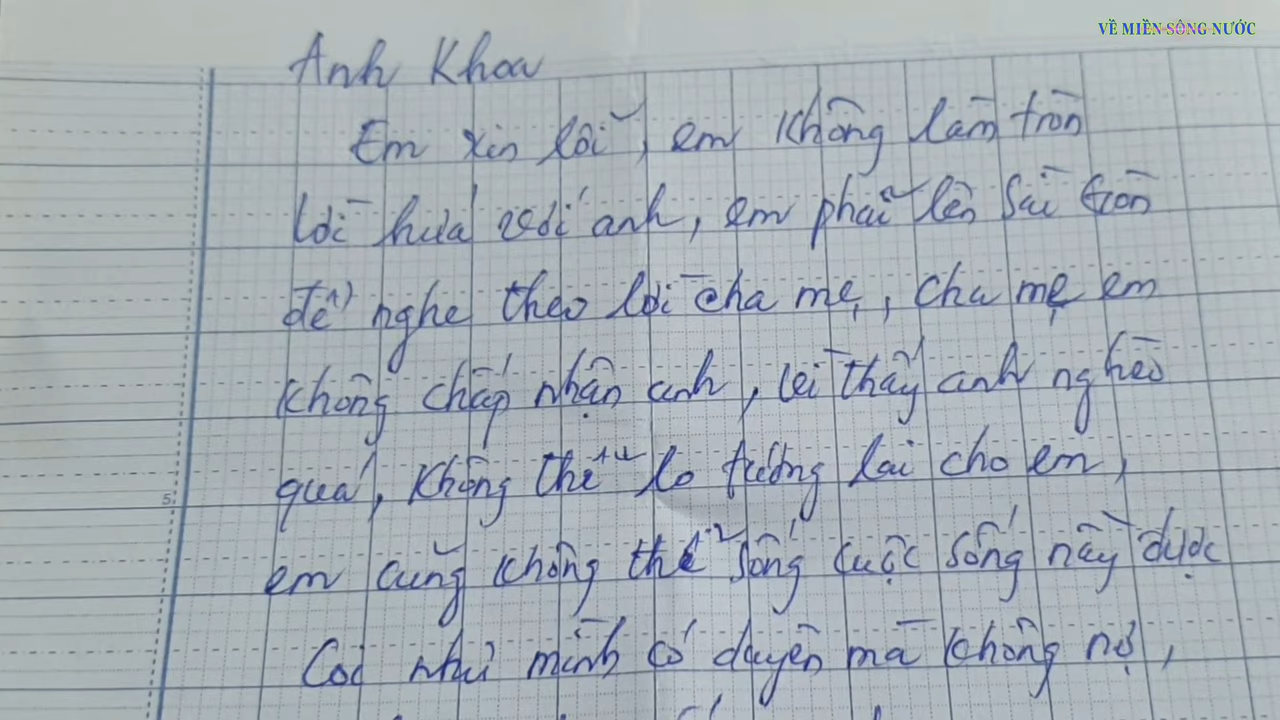 VỀ MIỀN SÔNG NƯỚC
Anh Khoa
Em xin lỗi, em không làm tròn
lời hứa với anh, em phải lên Sài Gòn
để nghe theo lời cha mẹ, cha mẹ em
không chấp nhận anh, vì thấy anh nghèo
quá, không thể lo tương lai cho em,
em cũng không thể sống cuộc sống này được
Coi như mình có duyên mà không nợ,